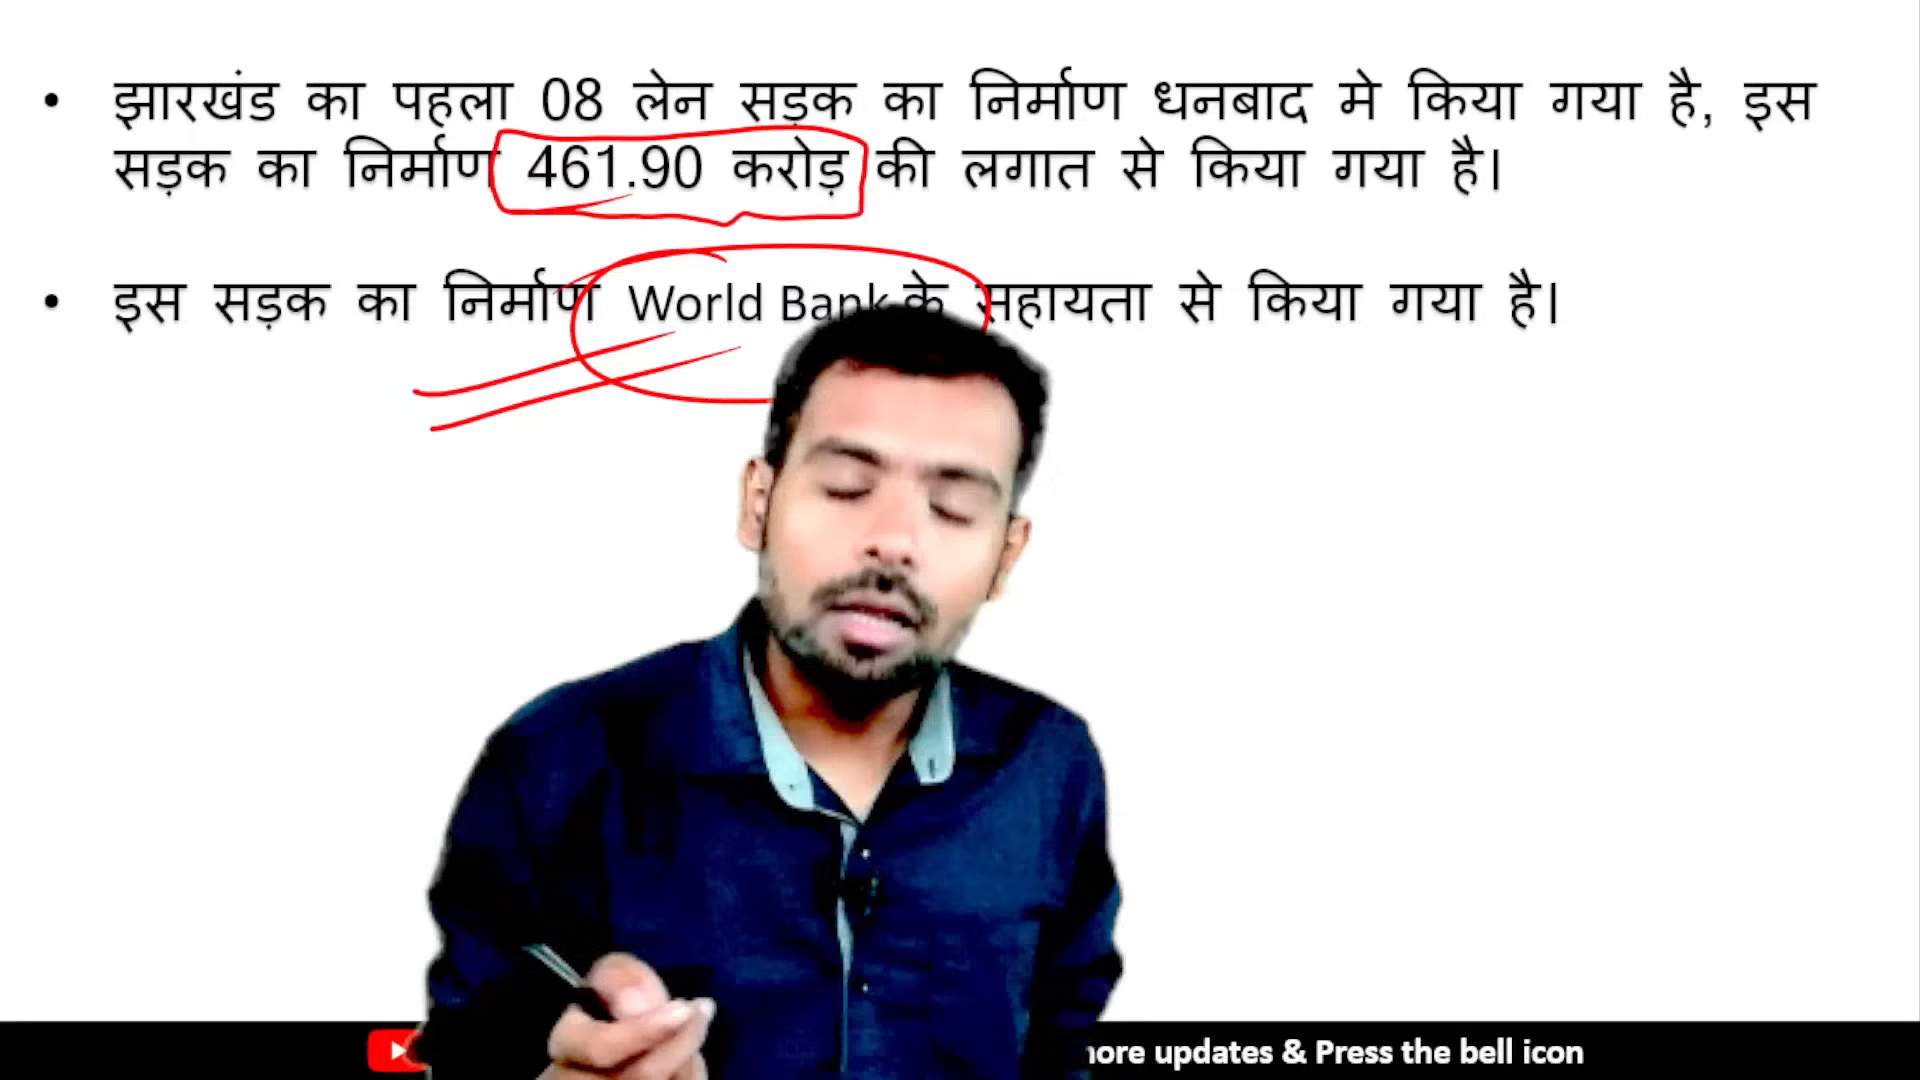 • झारखंड का पहला 08 लेन सड़क का निर्माण धनबाद मे किया गया है, इस
सड़क का निर्माण 461.90 करोड़ की लगात से किया गया है।
• इस सड़क का निर्माण World Bank के सहायता से किया गया है।
more updates & Press the bell icon